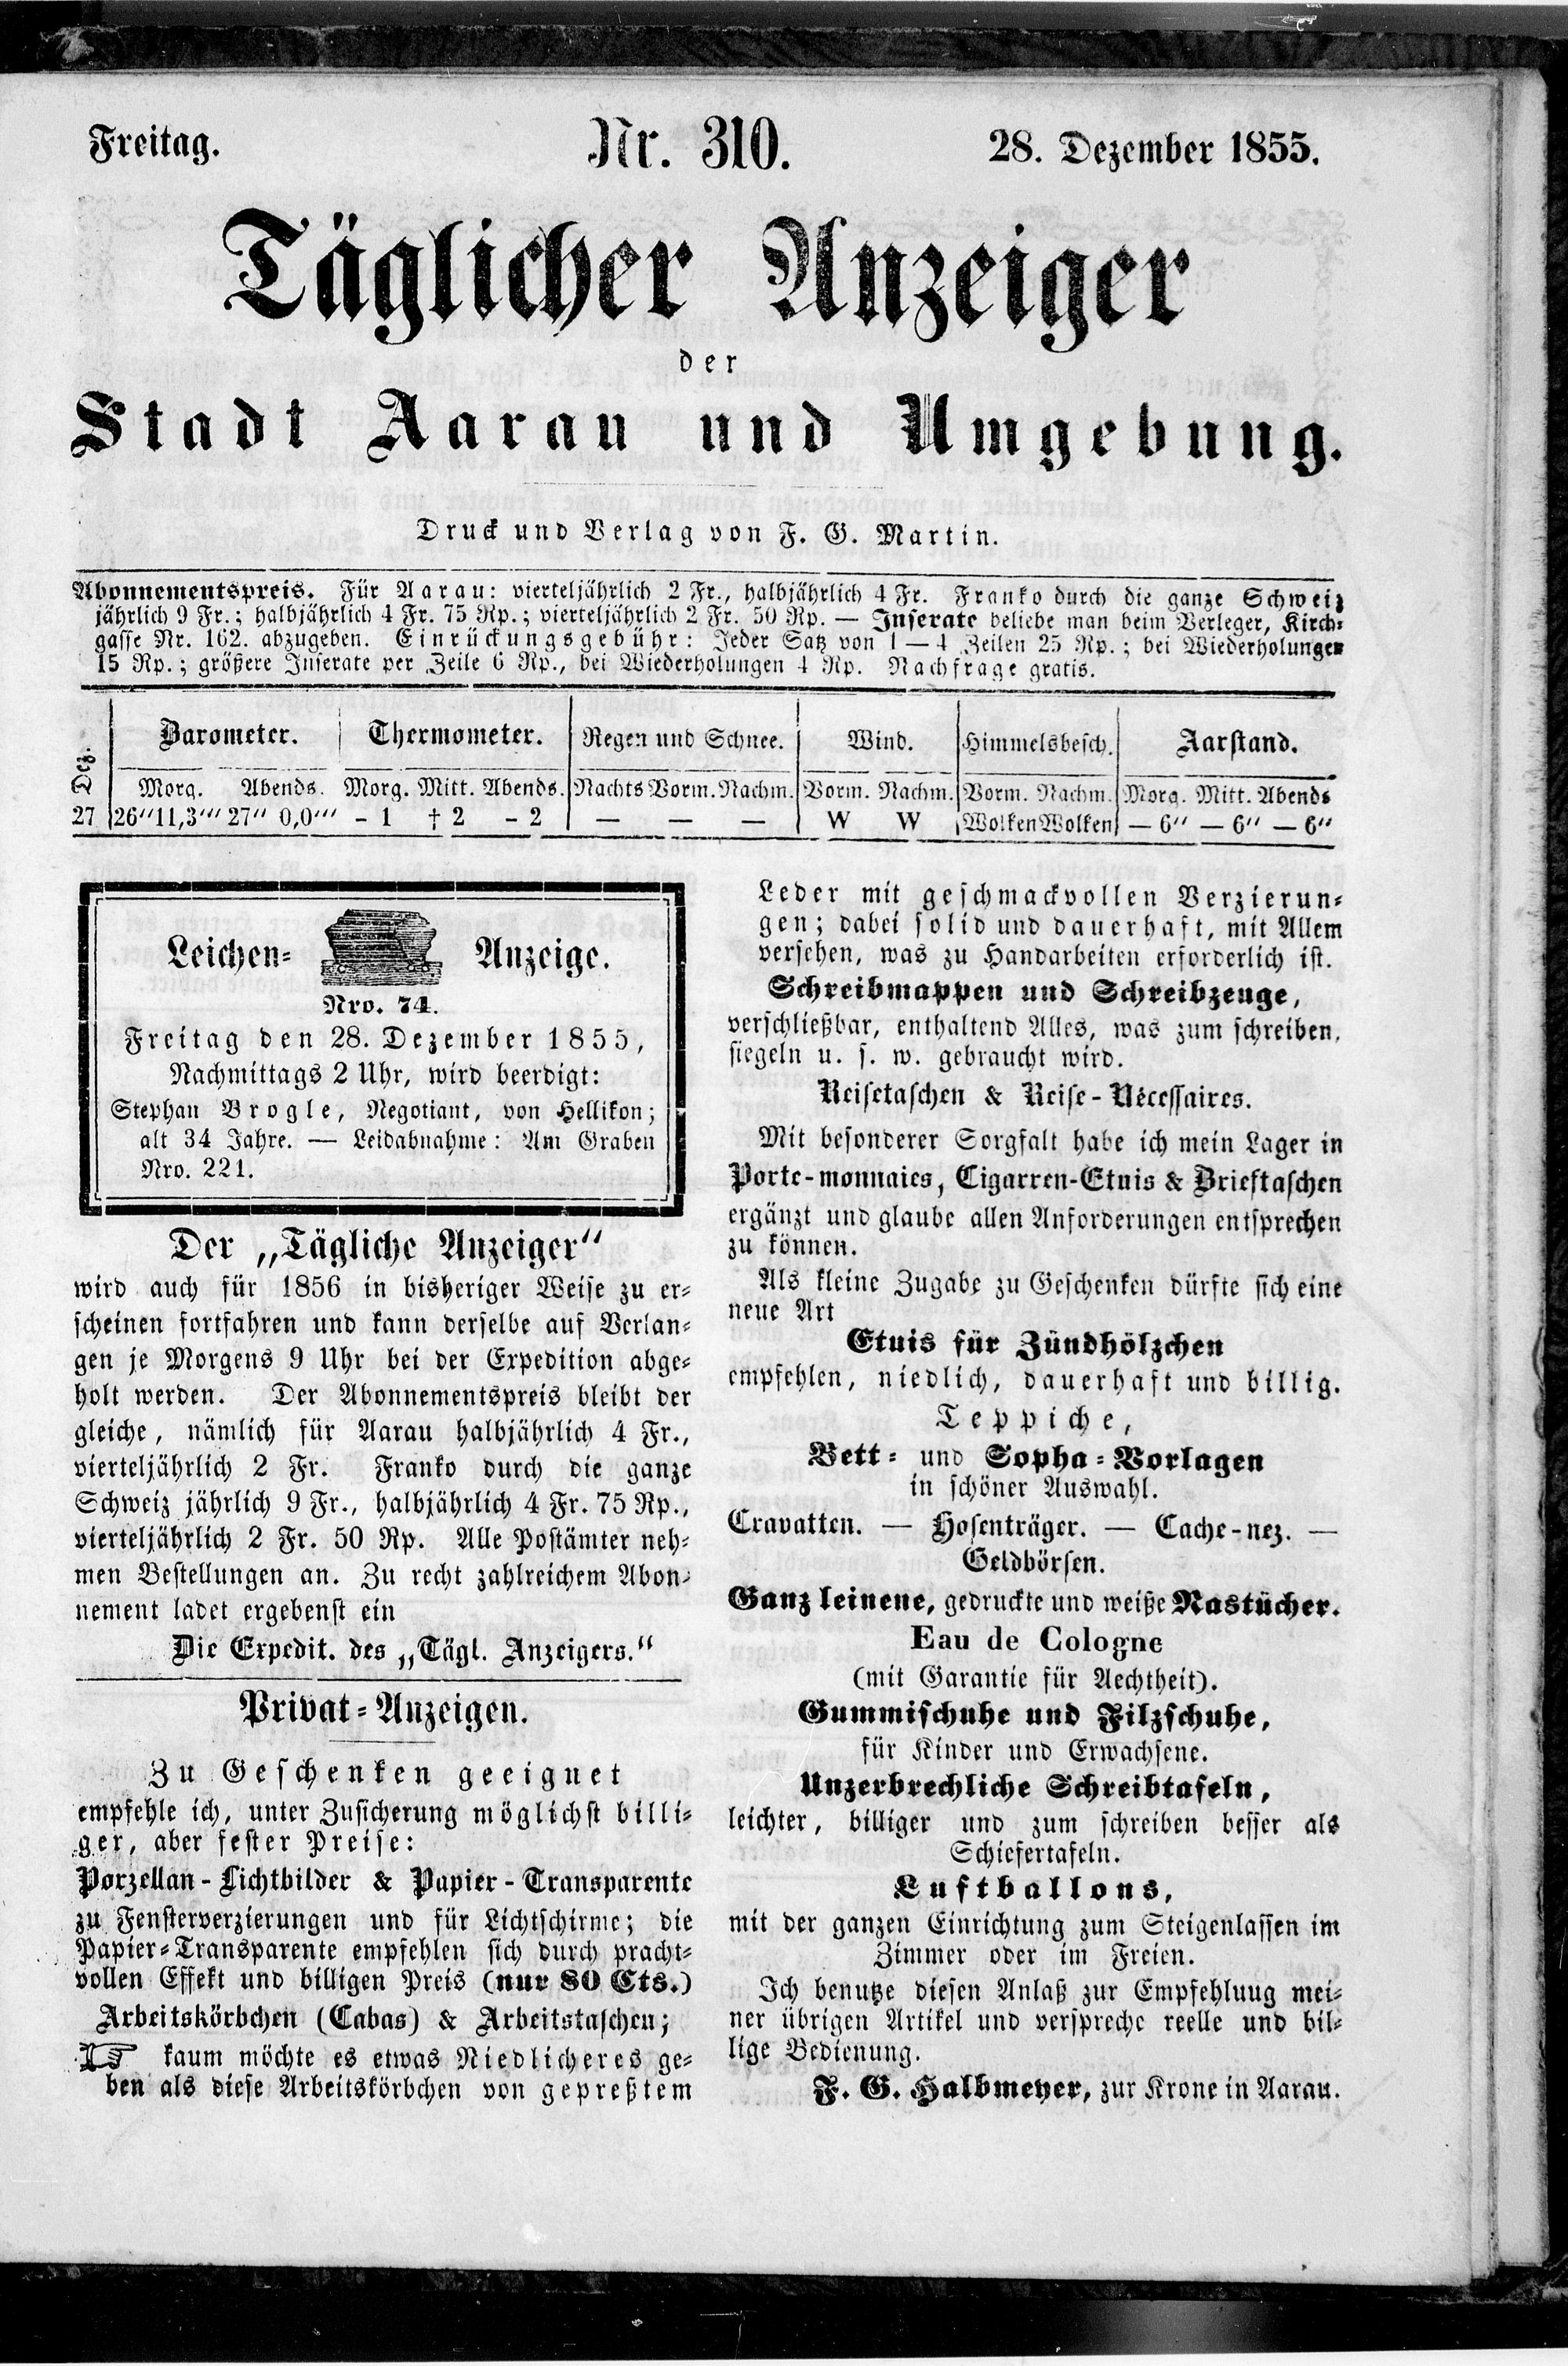 Freitag. Nr. 310. 28. Dezember 1855.
Täglicher Anzeiger
der
Stadt Aarau und Umgebung.
Druck und Verlag von F. G. Martin.
Abonnementspreis. Für Aarau: vierteljährlich 2 Fr., halbjährlich 4 Fr. Franko durch die ganze Schweiz
jährlich 9 Fr.; halbjährlich 4 Fr. 75 Rp.; vierteljährlich 2 Fr. 50 Rp. — Inserate beliebe man beim Verleger, Kirch-
gasse Nr. 162. abzugeben. Einrückungsgebühr: Jeder Satz von 1—4 Zeilen 25 Rp.; bei Wiederholungen
15 Rp.; größere Inserate per Zeile 6 Rp., bei Wiederholungen 4 Rp. Nachfrage gratis.
Dez. Barometer. Thermometer. Regen und Schnee. Wind. Himmelsbesch. Aarstand.
Morg. Abends. Morg. Mitt. Abends. Nachts Vorm. Nachm. Vorm. Nachm. Vorm. Nachm. Morg. Mitt. Abends
27 26"11,3''' 27" 0,0''' - 1 † 2 - 2 — — — W W Wolken Wolken — 6" — 6" — 6"
Leichen- Anzeige.
Nro. 74.
Freitag den 28. Dezember 1855,
Nachmittags 2 Uhr, wird beerdigt:
Stephan Brogle, Negotiant, von Hellikon;
alt 34 Jahre. — Leidabnahme: Am Graben
Nro. 221.
Der „Tägliche Anzeiger"
wird auch für 1856 in bisheriger Weise zu er-
scheinen fortfahren und kann derselbe auf Verlan-
gen je Morgens 9 Uhr bei der Expedition abge-
holt werden. Der Abonnementspreis bleibt der
gleiche, nämlich für Aarau halbjährlich 4 Fr.,
vierteljährlich 2 Fr. Franko durch die ganze
Schweiz jährlich 9 Fr., halbjährlich 4 Fr. 75 Rp.,
vierteljährlich 2 Fr. 50 Rp. Alle Postämter neh-
men Bestellungen an. Zu recht zahlreichem Abon-
nement ladet ergebenst ein
Die Expedit. des „Tägl. Anzeigers."
Privat-Anzeigen.
Zu Geschenken geeignet
empfehle ich, unter Zusicherung möglichst billi-
ger, aber fester Preise:
Porzellan-Lichtbilder & Papier-Transparente
zu Fensterverzierungen und für Lichtschirme; die
Papier-Transparente empfehlen sich durch pracht-
vollen Effekt und billigen Preis (nur 80 Cts.)
Arbeitskörbchen (Cabas) & Arbeitstaschen;
☞ kaum möchte es etwas Niedlicheres ge-
ben als diese Arbeitskörbchen von gepreßtem
Leder mit geschmackvollen Verzierun-
gen; dabei solid und dauerhaft, mit Allem
versehen, was zu Handarbeiten erforderlich ist.
Schreibmappen und Schreibzeuge,
verschließbar, enthaltend Alles, was zum schreiben,
siegeln u. s. w. gebraucht wird.
Reisetaschen & Reise-Nécessaires.
Mit besonderer Sorgfalt habe ich mein Lager in
Porte-monnaies, Cigarren-Etuis & Brieftaschen
ergänzt und glaube allen Anforderungen entsprechen
zu können.
Als kleine Zugabe zu Geschenken dürfte sich eine
neue Art
Etuis für Zündhölzchen
empfehlen, niedlich, dauerhaft und billig.
Teppiche,
Bett- und Sopha-Vorlagen
in schöner Auswahl.
Cravatten. — Hosenträger. — Cache-nez. —
Geldbörsen.
Ganz leinene, gedruckte und weiße Nastücher.
Eau de Cologne
(mit Garantie für Aechtheit).
Gummischuhe und Filzschuhe,
für Kinder und Erwachsene.
Unzerbrechliche Schreibtafeln,
leichter, billiger und zum schreiben besser als
Schiefertafeln.
Luftballons,
mit der ganzen Einrichtung zum Steigenlassen im
Zimmer oder im Freien.
Ich benutze diesen Anlaß zur Empfehluug mei-
ner übrigen Artikel und verspreche reelle und bil-
lige Bedienung.
F. G. Halbmeyer, zur Krone in Aarau.